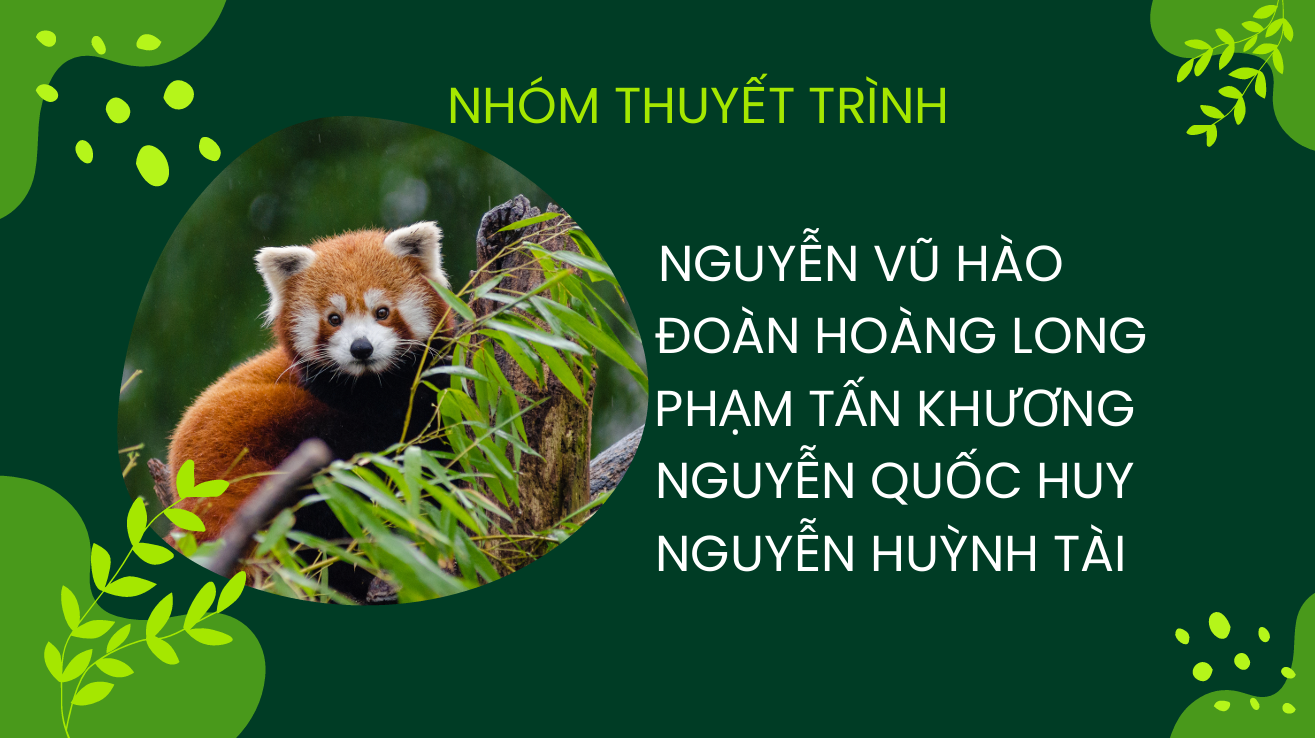 NHÓM THUYẾT TRÌNH
NGUYỄN VŨ HÀO
ĐOÀN HOÀNG LONG
PHẠM TẤN KHƯƠNG
NGUYỄN QUỐC HUY
NGUYỄN HUỲNH TÀI